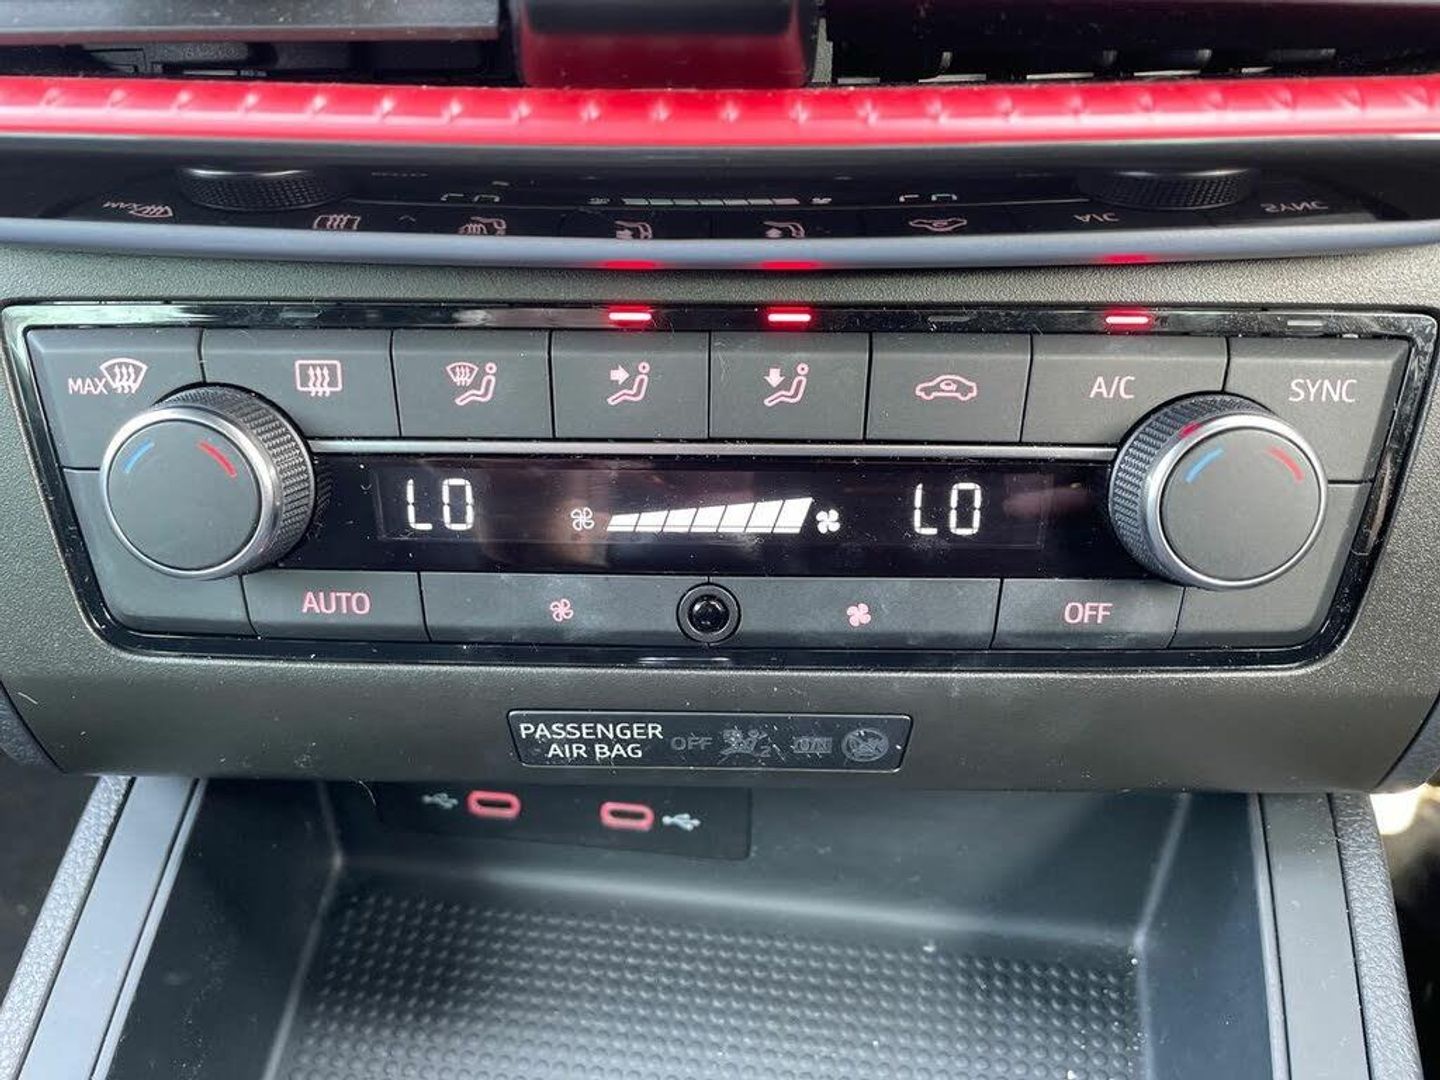 MAX
A/C
SYNC
LO
LO
AUTO
OFF
PASSENGER
AIR BAG
OFF
ON